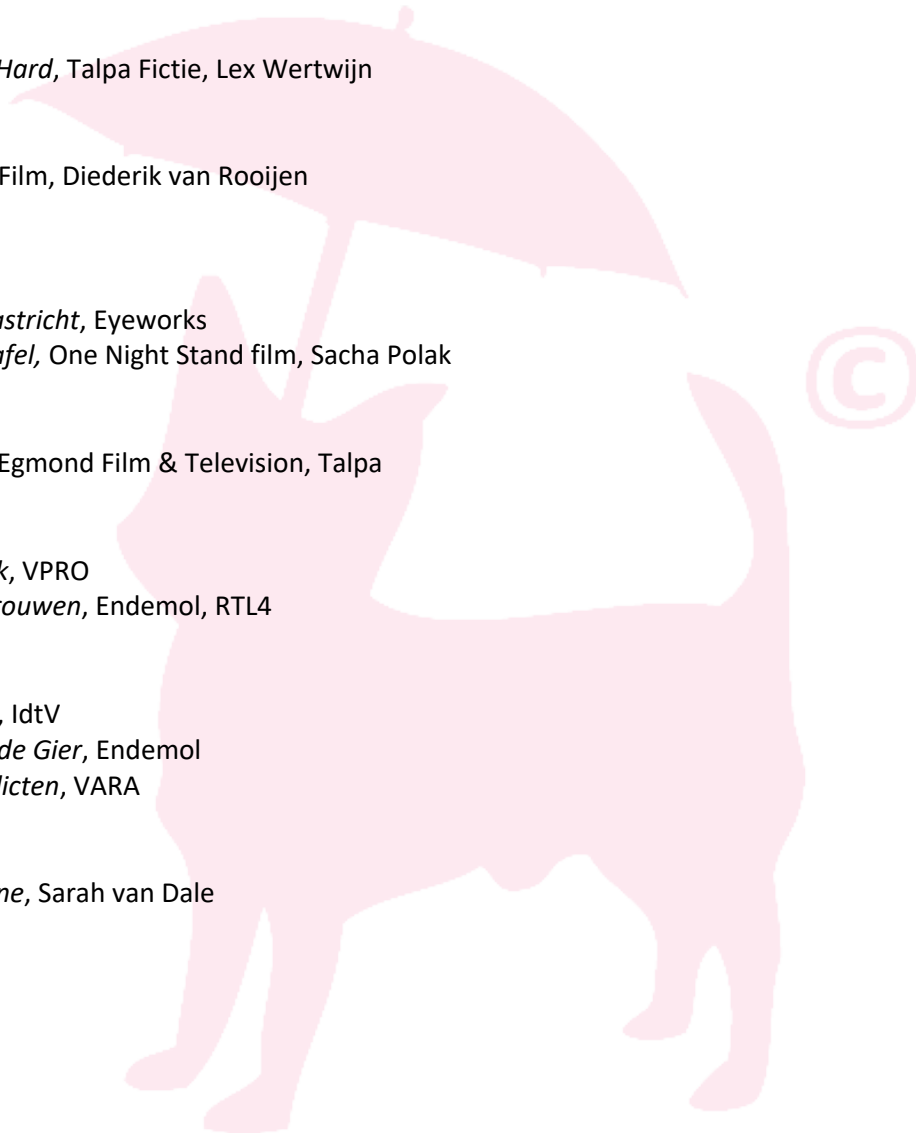 Hard, Talpa Fictie, Lex Wertwijn
Film, Diederik van Rooijen
astricht, Eyeworks
afel, One Night Stand film, Sacha Polak
Egmond Film & Television, Talpa
k, VPRO
rouwen, Endemol, RTL4
, IdtV
de Gier, Endemol
licten, VARA
ne, Sarah van Dale
©